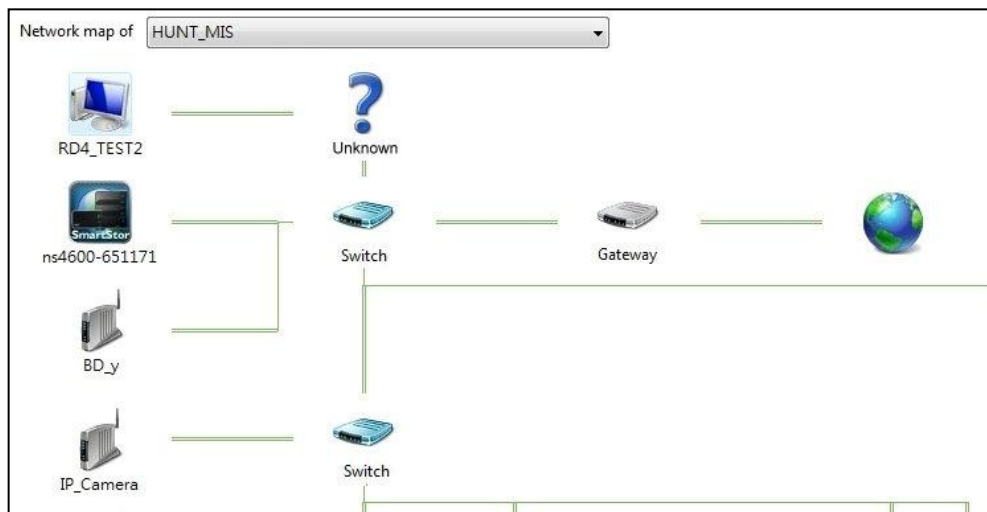 Network map of HUNT_MIS
RD4_TEST2
Unknown
SmartStor
ns4600-651171
Switch
Gateway
BD_y
IP_Camera
Switch